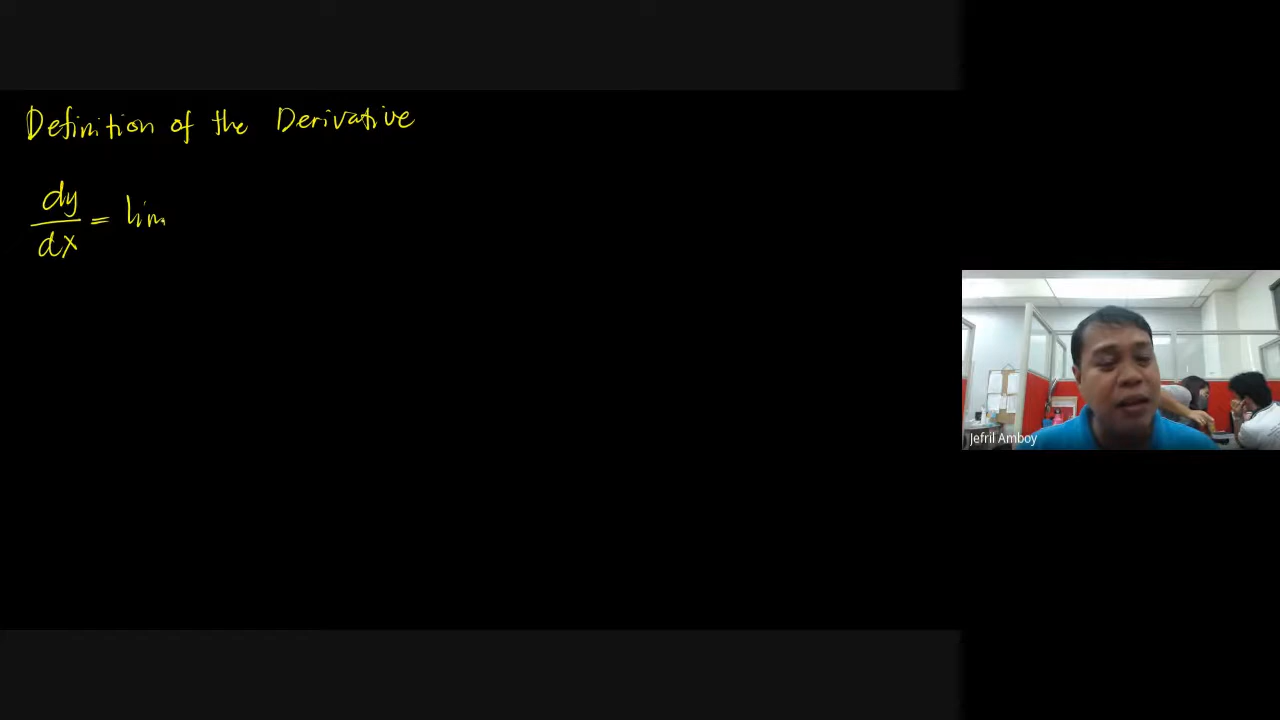 Definition of the Derivative
dy
dx
= lim
Jefril Amboy